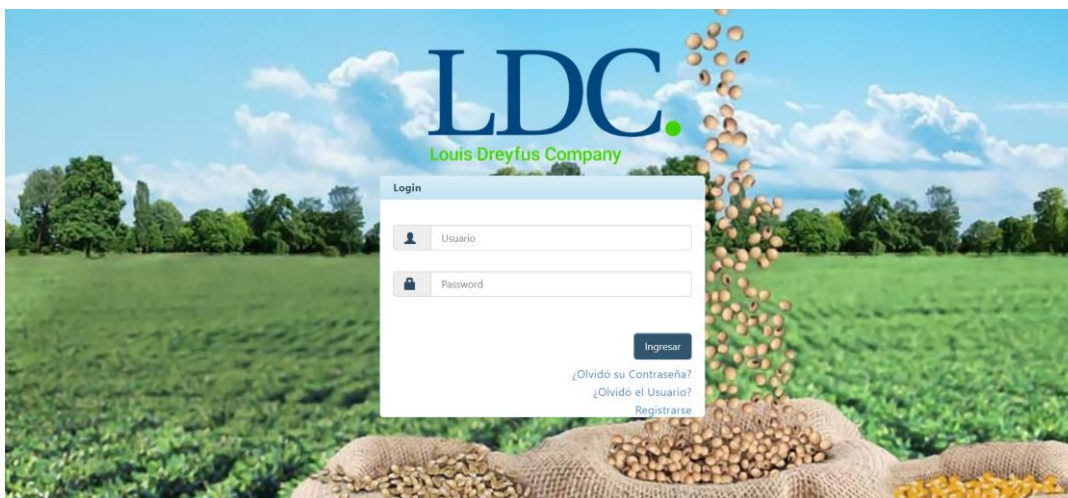 LDC.
Louis Dreyfus Company
Login
Usuario
Password
Ingresar
¿Olvidó su Contraseña?
¿Olvidó el Usuario?
Registrarse